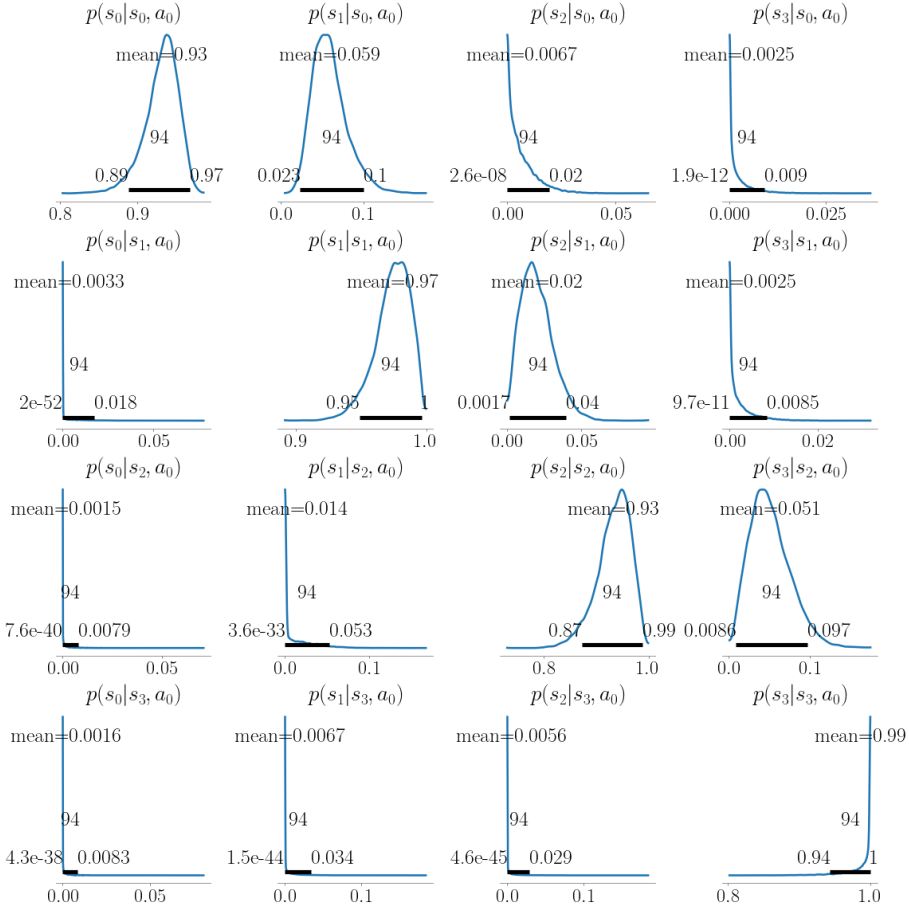 p(s₀|s₀, a₀) p(s₁|s₀, a₀) p(s₂|s₀, a₀) p(s₃|s₀, a₀)
mean=0.93 mean=0.059 mean=0.0067 mean=0.0025
94 94 94 94
0.89 0.97 0.023 0.1 2.6e-08 0.02 1.9e-12 0.009
0.8 0.9 0.0 0.1 0.00 0.05 0.000 0.025
p(s₀|s₁, a₀) p(s₁|s₁, a₀) p(s₂|s₁, a₀) p(s₃|s₁, a₀)
mean=0.0033 mean=0.97 mean=0.02 mean=0.0025
94 94 94 94
2e-52 0.018 0.95 1 0.0017 0.04 9.7e-11 0.0085
0.00 0.05 0.9 1.0 0.00 0.05 0.00 0.02
p(s₀|s₂, a₀) p(s₁|s₂, a₀) p(s₂|s₂, a₀) p(s₃|s₂, a₀)
mean=0.0015 mean=0.014 mean=0.93 mean=0.051
94 94 94 94
7.6e-40 0.0079 3.6e-33 0.053 0.87 0.99 0.0086 0.097
0.00 0.05 0.0 0.1 0.8 1.0 0.0 0.1
p(s₀|s₃, a₀) p(s₁|s₃, a₀) p(s₂|s₃, a₀) p(s₃|s₃, a₀)
mean=0.0016 mean=0.0067 mean=0.0056 mean=0.99
94 94 94 94
4.3e-38 0.0083 1.5e-44 0.034 4.6e-45 0.029 0.94 1
0.00 0.05 0.0 0.1 0.0 0.1 0.8 1.0